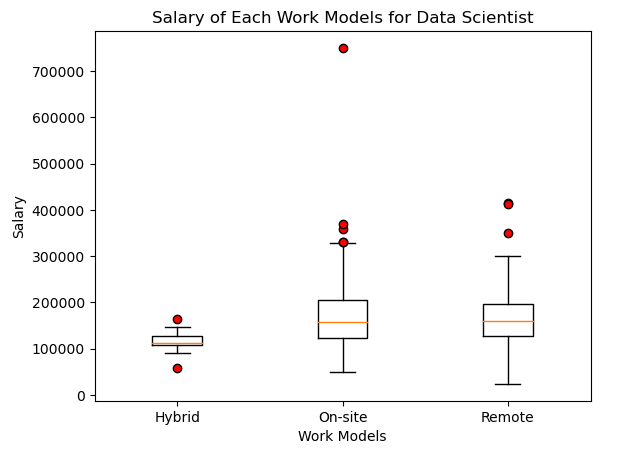 Salary of Each Work Models for Data Scientist
700000
600000
500000
400000
300000
200000
100000
0
Salary
Hybrid On-site Remote
Work Models